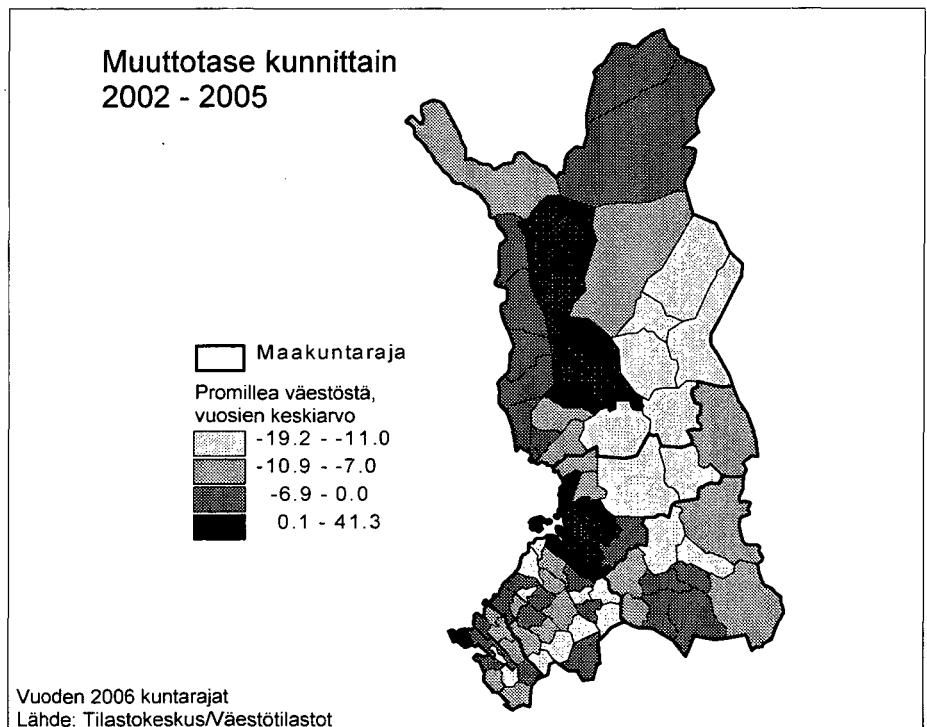 Muuttotase kunnittain
2002 - 2005
Maakuntaraja
Promillea väestöstä,
vuosien keskiarvo
-19.2 - -11.0
-10.9 - -7.0
-6.9 - 0.0
0.1 - 41.3
Vuoden 2006 kuntarajat
Lähde: Tilastokeskus/Väestötilastot